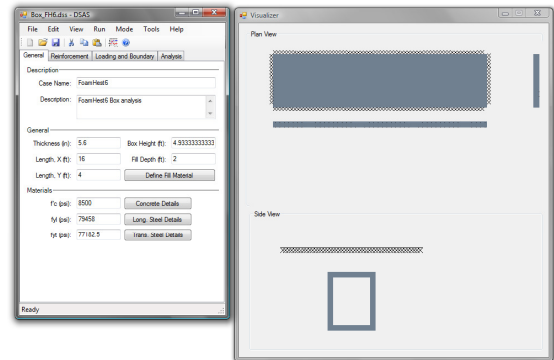 Box_FH6.dss - DSAS
File Edit View Run Mode Tools Help
General Reinforcement Loading and Boundary Analysis
Description
Case Name: FoamHest6
Description: FoamHest6 Box analysis
General
Thickness (in): 5.6 Box Height (ft): 4.93333333333
Length, X (ft): 16 Fill Depth (ft): 2
Length, Y (ft): 4 Define Fill Material
Materials
f'c (psi): 8500 Concrete Details
fyl (psi): 79458 Long. Steel Details
fyt (psi): 77182.5 Trans. Steel Details
Ready
Visualizer
Plan View
Side View